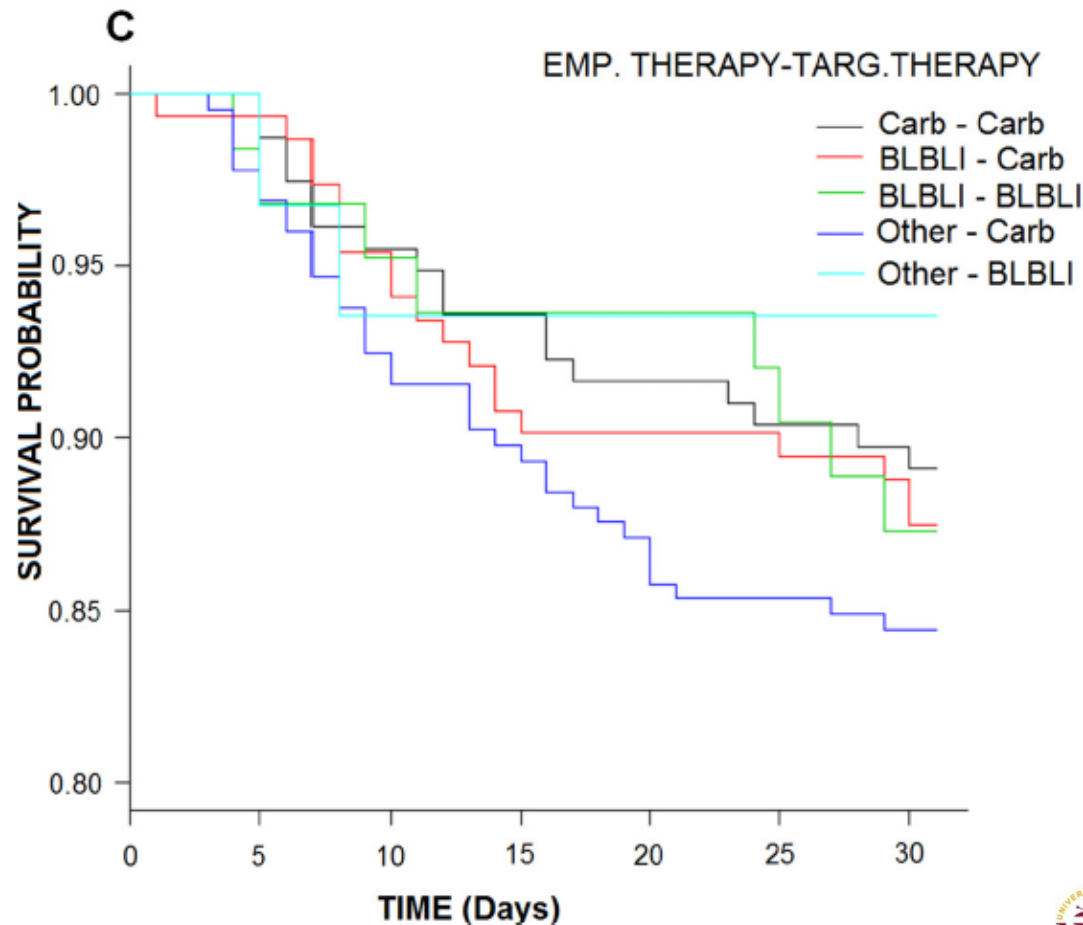 C
EMP. THERAPY-TARG.THERAPY
Carb - Carb
BLBLI - Carb
BLBLI - BLBLI
Other - Carb
Other - BLBLI
SURVIVAL PROBABILITY
1.00
0.95
0.90
0.85
0.80
0 5 10 15 20 25 30
TIME (Days)